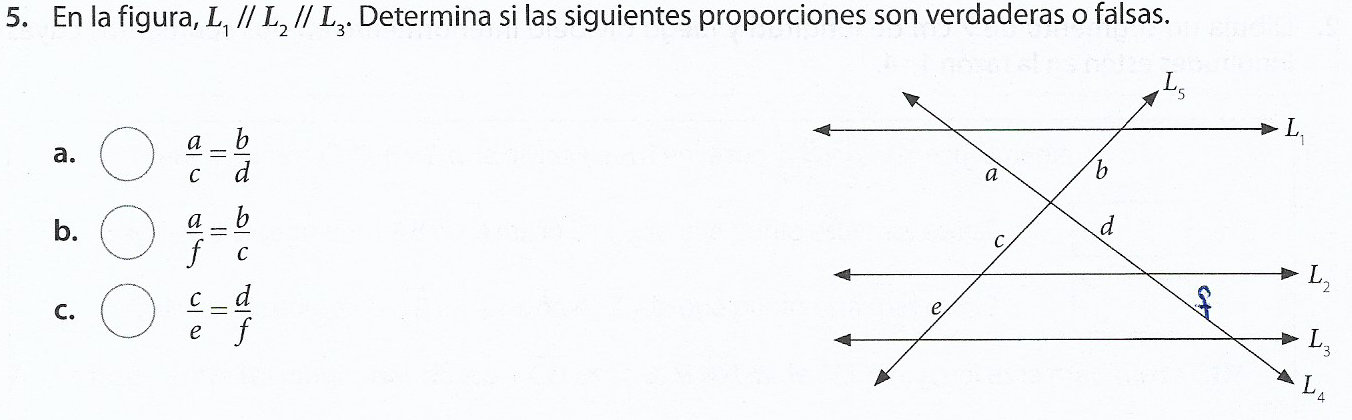 5. En la figura, L₁ // L₂ // L₃. Determina si las siguientes proporciones son verdaderas o falsas.
a. a/c = b/d
b. a/f = b/c
c. c/e = d/f
L₅
L₁
a
b
c
d
L₂
e
f
L₃
L₄